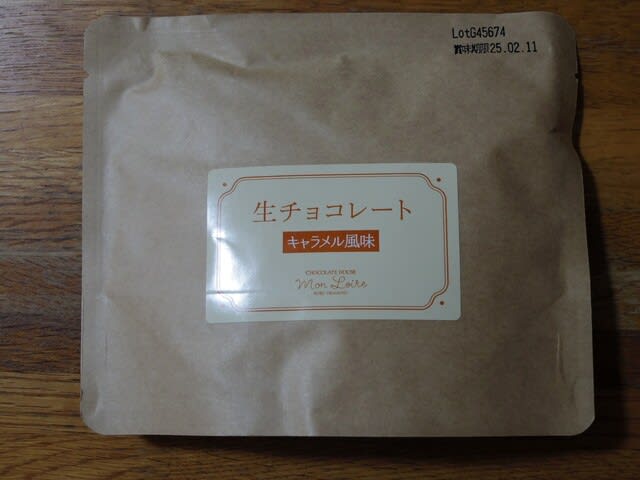 LotG45674
賞味期限25.02.11
生チョコレート
キャラメル風味
CHOCOLATE HOUSE
Mon Loire